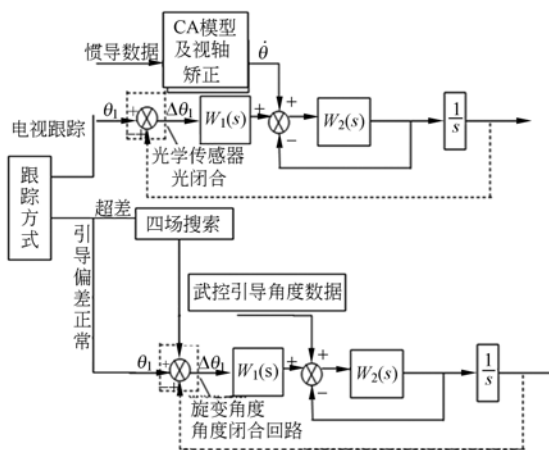 CA模型
及视轴
矫正
惯导数据
θ̇
θ₁
Δθ₁
W₁(s)
W₂(s)
1/s
+
−
+
+
−
电视跟踪
光学传感器
光闭合
跟踪方式
超差
四场搜索
引导偏差正常
武控引导角度数据
θ₁
Δθ₁
W₁(s)
W₂(s)
1/s
+
+
±
+
−
旋变角度
角度闭合回路